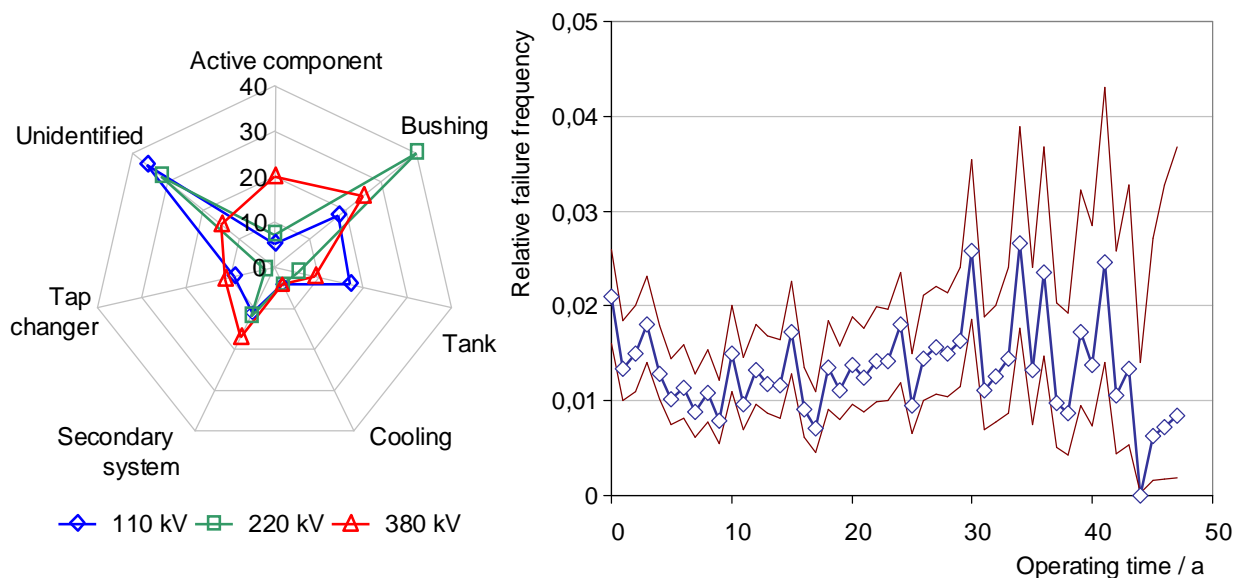 Active component
40
30
20
10
0
Bushing
Unidentified
Tap
changer
Tank
Secondary
system
Cooling
110 kV 220 kV 380 kV
Relative failure frequency
0,05
0,04
0,03
0,02
0,01
0
0 10 20 30 40 50
Operating time / a